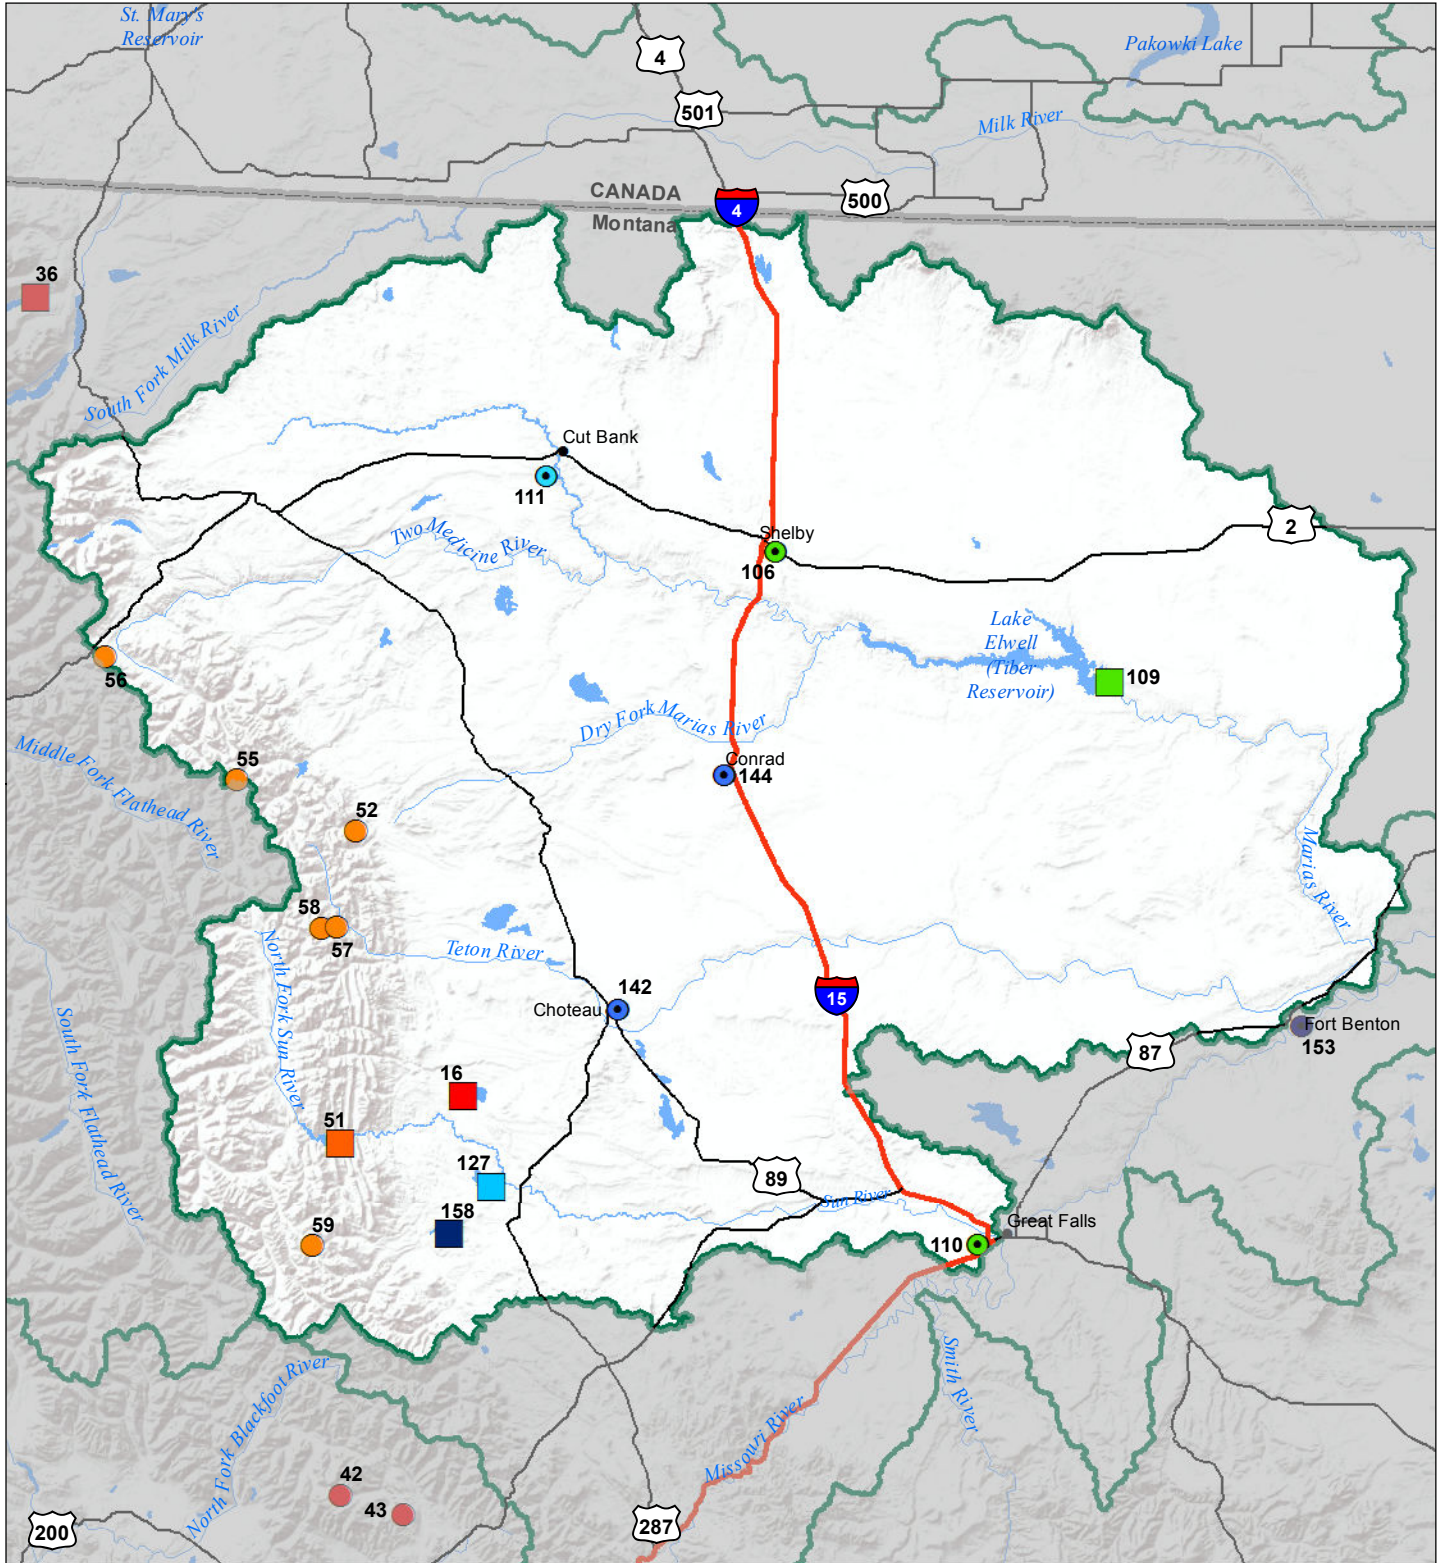 St. Mary's
Reservoir
4
Pakowki Lake
501
Milk River
CANADA
Montana
4
500
36
South Fork Milk River
Cut Bank
111
Two Medicine River
Shelby
106
2
Lake
Elwell
(Tiber
Reservoir)
109
56
Dry Fork Marias River
Middle Fork Flathead River
55
Conrad
144
52
Marias River
58
57
North Fork Sun River
Teton River
142
Choteau
15
South Fork Flathead River
Fort Benton
153
87
16
51
127
89
Sun River
158
59
110
Great Falls
Smith River
North Fork Blackfoot River
Missouri River
42
43
200
287